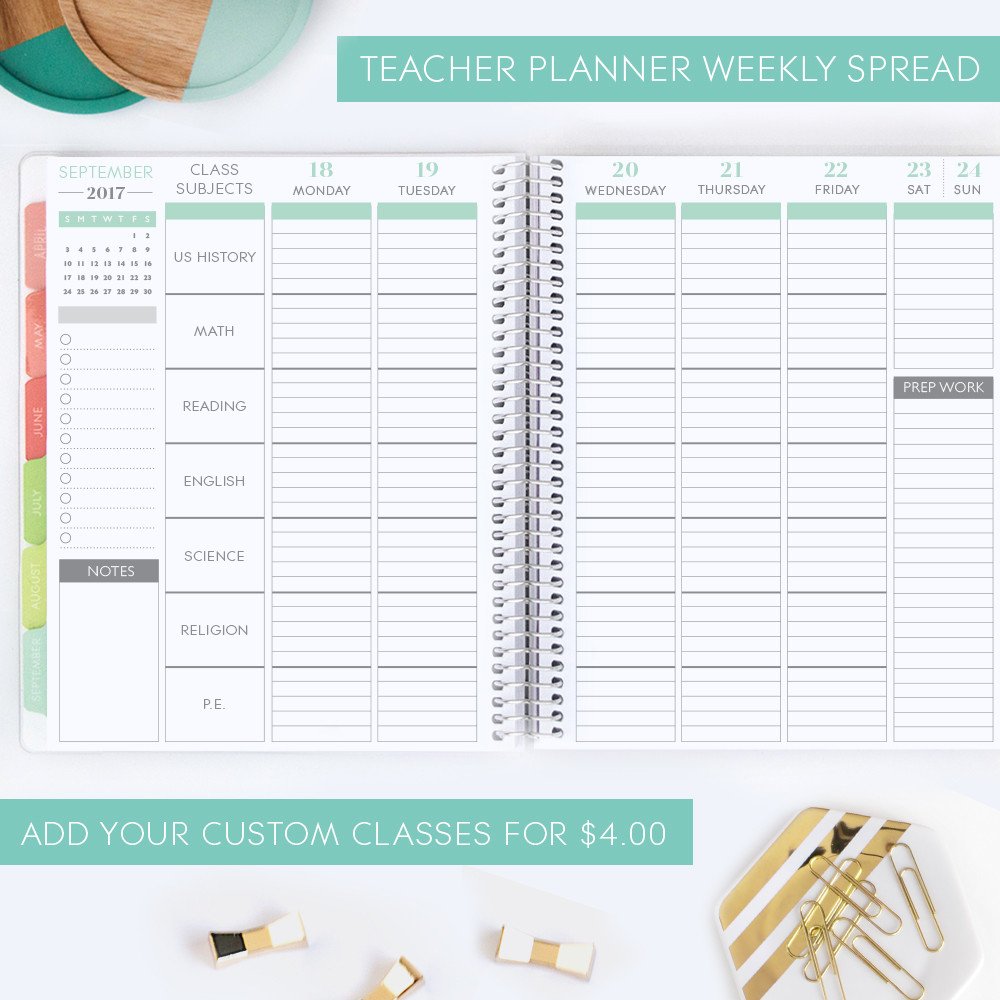 TEACHER PLANNER WEEKLY SPREAD
SEPTEMBER
2017
S M T W T F S
1 2
3 4 5 6 7 8 9
10 11 12 13 14 15 16
17 18 19 20 21 22 23
24 25 26 27 28 29 30
NOTES
CLASS
SUBJECTS
US HISTORY
MATH
READING
ENGLISH
SCIENCE
RELIGION
P.E.
18
MONDAY
19
TUESDAY
20
WEDNESDAY
21
THURSDAY
22
FRIDAY
23
SAT
24
SUN
PREP WORK
APRIL
MAY
JUNE
JULY
AUGUST
SEPTEMBER
ADD YOUR CUSTOM CLASSES FOR $4.00